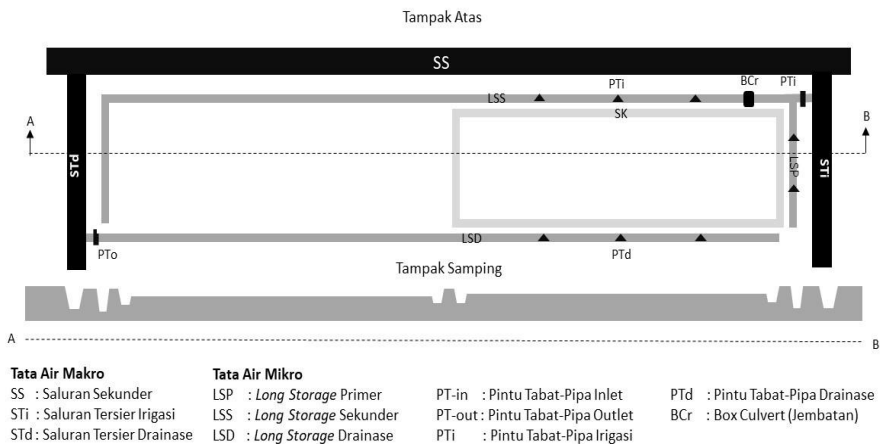 Tampak Atas
SS
PTi BCr PTi
LSS
SK
A
B
STd
LSP
STi
LSD
PTo
PTd
Tampak Samping
A
B
Tata Air Makro
SS : Saluran Sekunder
STi : Saluran Tersier Irigasi
STd : Saluran Tersier Drainase
Tata Air Mikro
LSP : Long Storage Primer
LSS : Long Storage Sekunder
LSD : Long Storage Drainase
PT-in : Pintu Tabat-Pipa Inlet
PT-out : Pintu Tabat-Pipa Outlet
PTi : Pintu Tabat-Pipa Irigasi
PTd : Pintu Tabat-Pipa Drainase
BCr : Box Culvert (Jembatan)